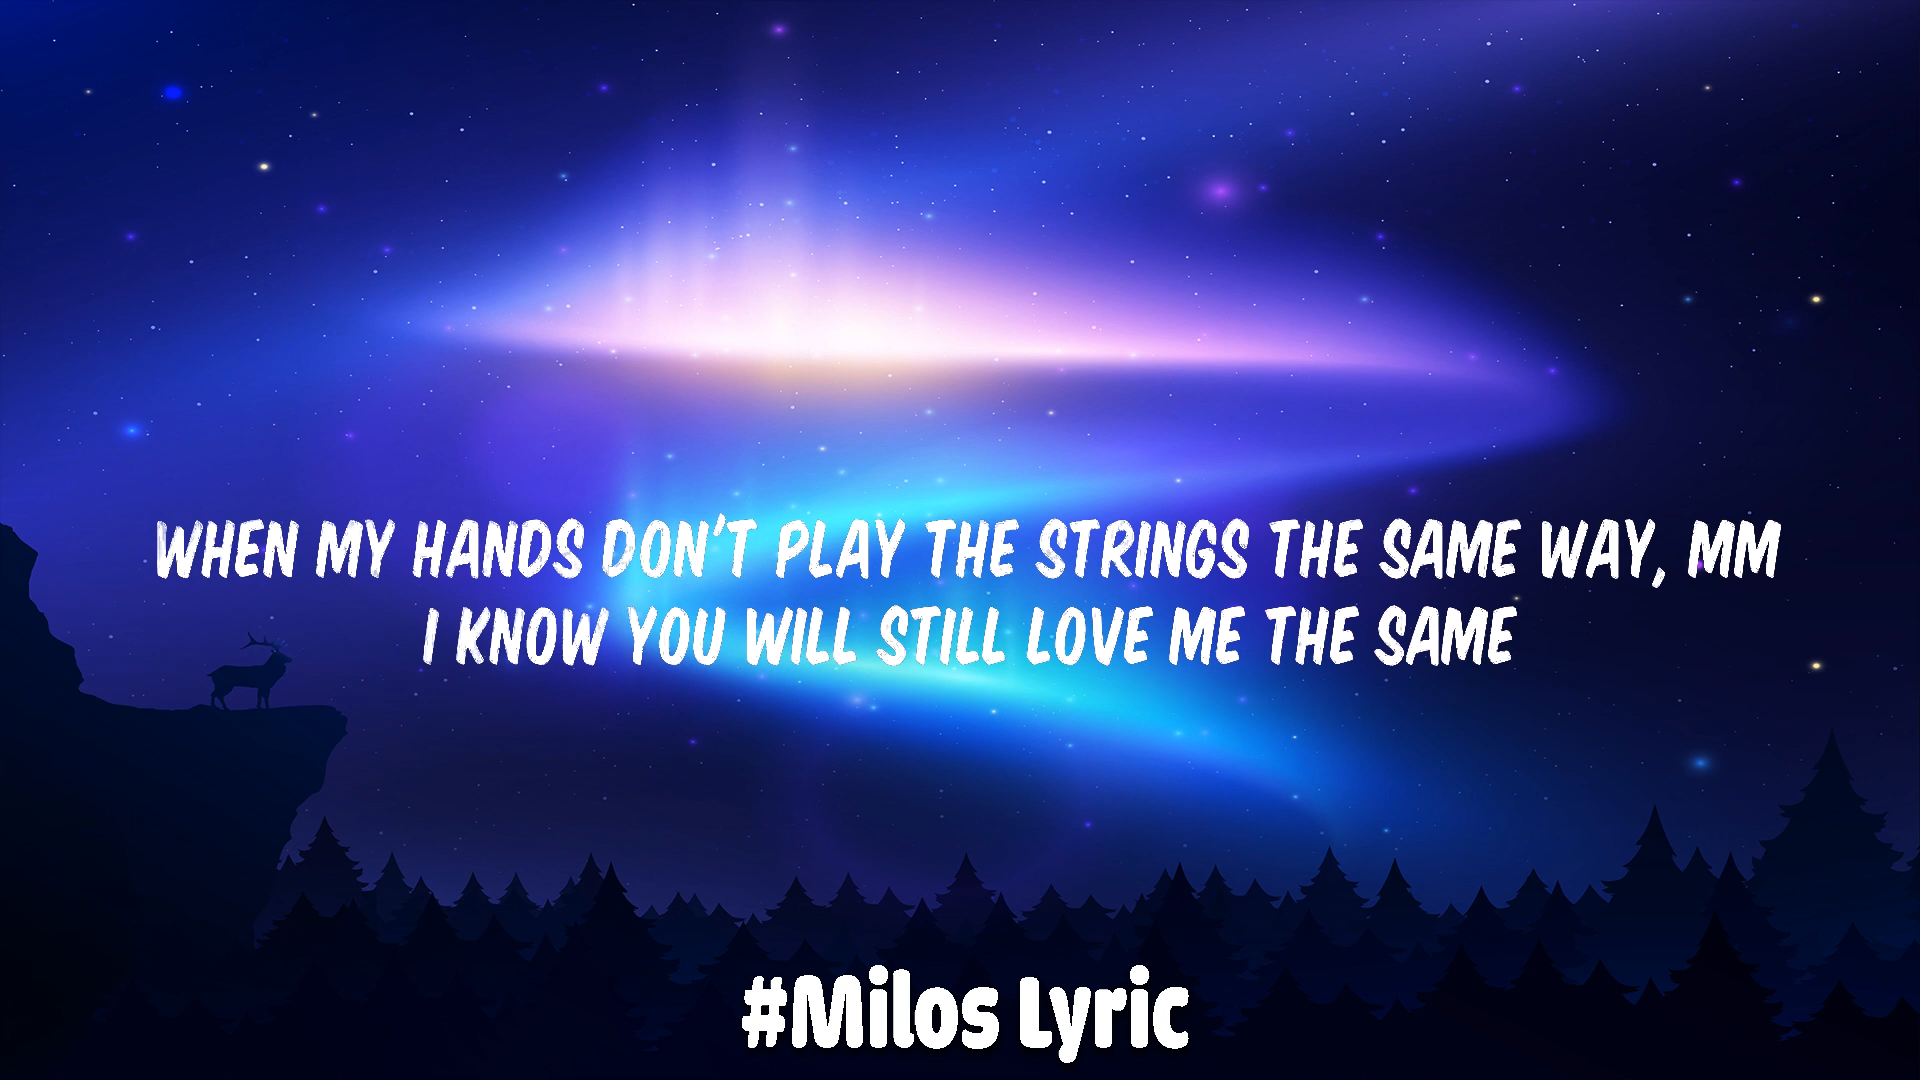 WHEN MY HANDS DON'T PLAY THE STRINGS THE SAME WAY, MM
I KNOW YOU WILL STILL LOVE ME THE SAME
#Milos Lyric